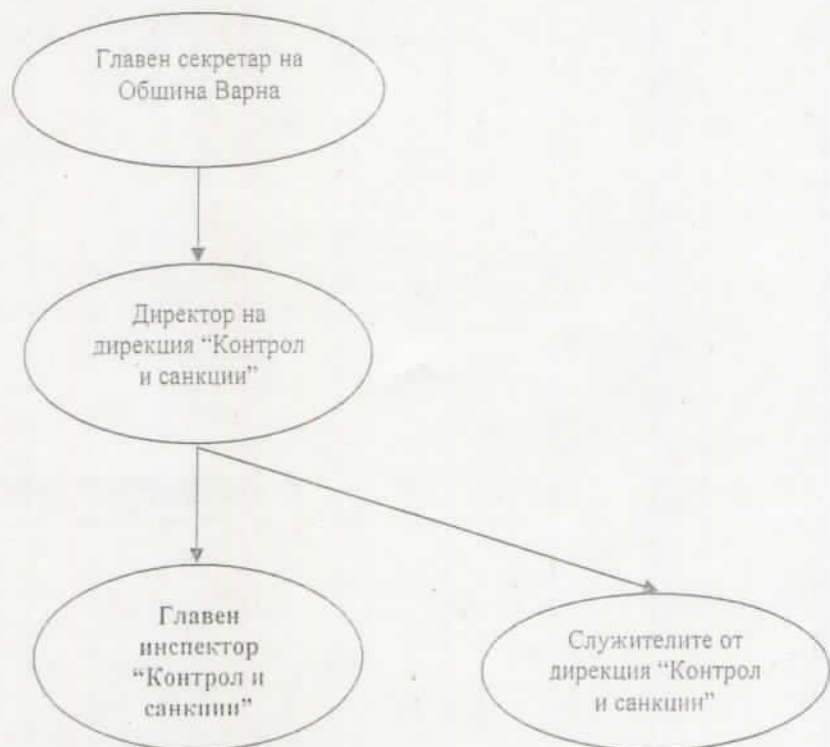 Главен секретар на
Община Варна
Директор на
дирекция “Контрол
и санкции”
Главен
инспектор
“Контрол и
санкции”
Служителите от
дирекция “Контрол
и санкции”